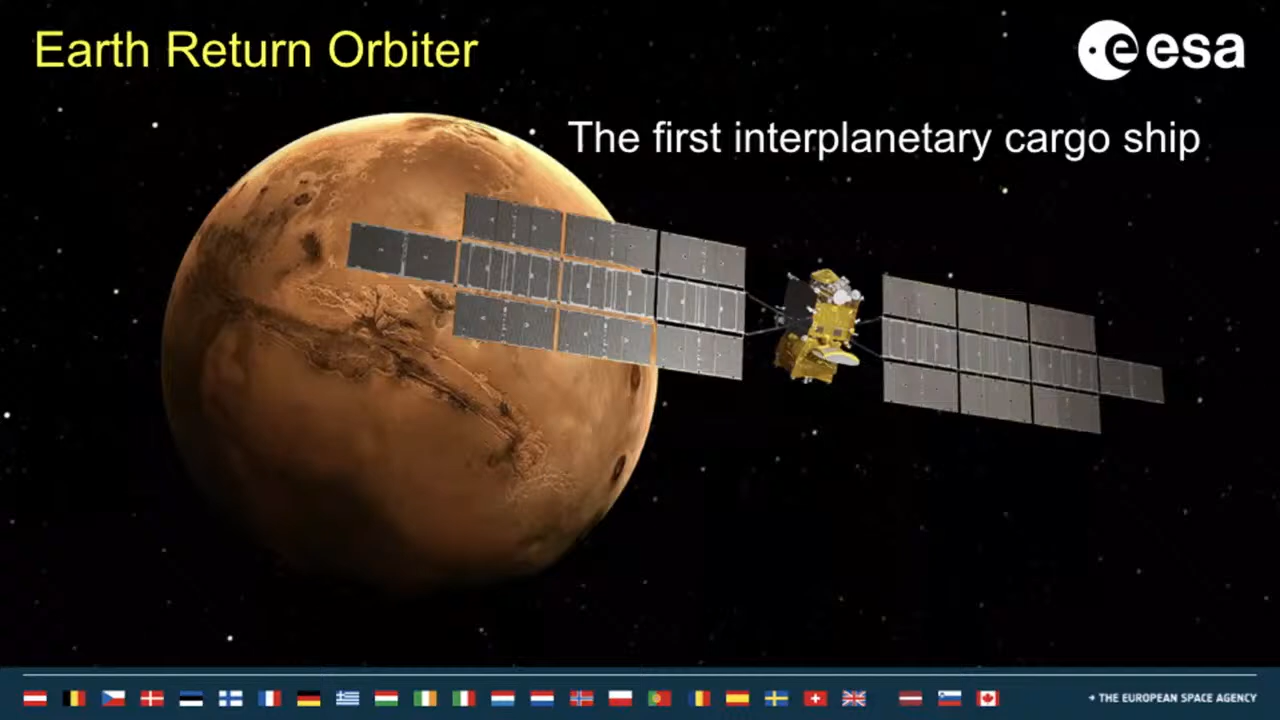 Earth Return Orbiter
esa
The first interplanetary cargo ship
→ THE EUROPEAN SPACE AGENCY